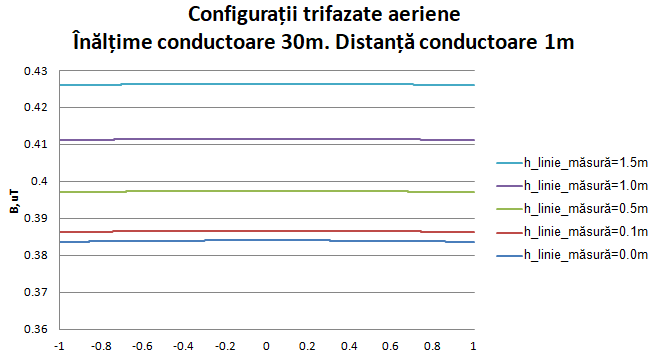 Configurații trifazate aeriene
Înălțime conductoare 30m. Distanță conductoare 1m
0.43
0.42
0.41
0.4
0.39
0.38
0.37
0.36
B,uT
-1 -0.8 -0.6 -0.4 -0.2 0 0.2 0.4 0.6 0.8 1
h_linie_măsură=1.5m
h_linie_măsură=1.0m
h_linie_măsură=0.5m
h_linie_măsură=0.1m
h_linie_măsură=0.0m